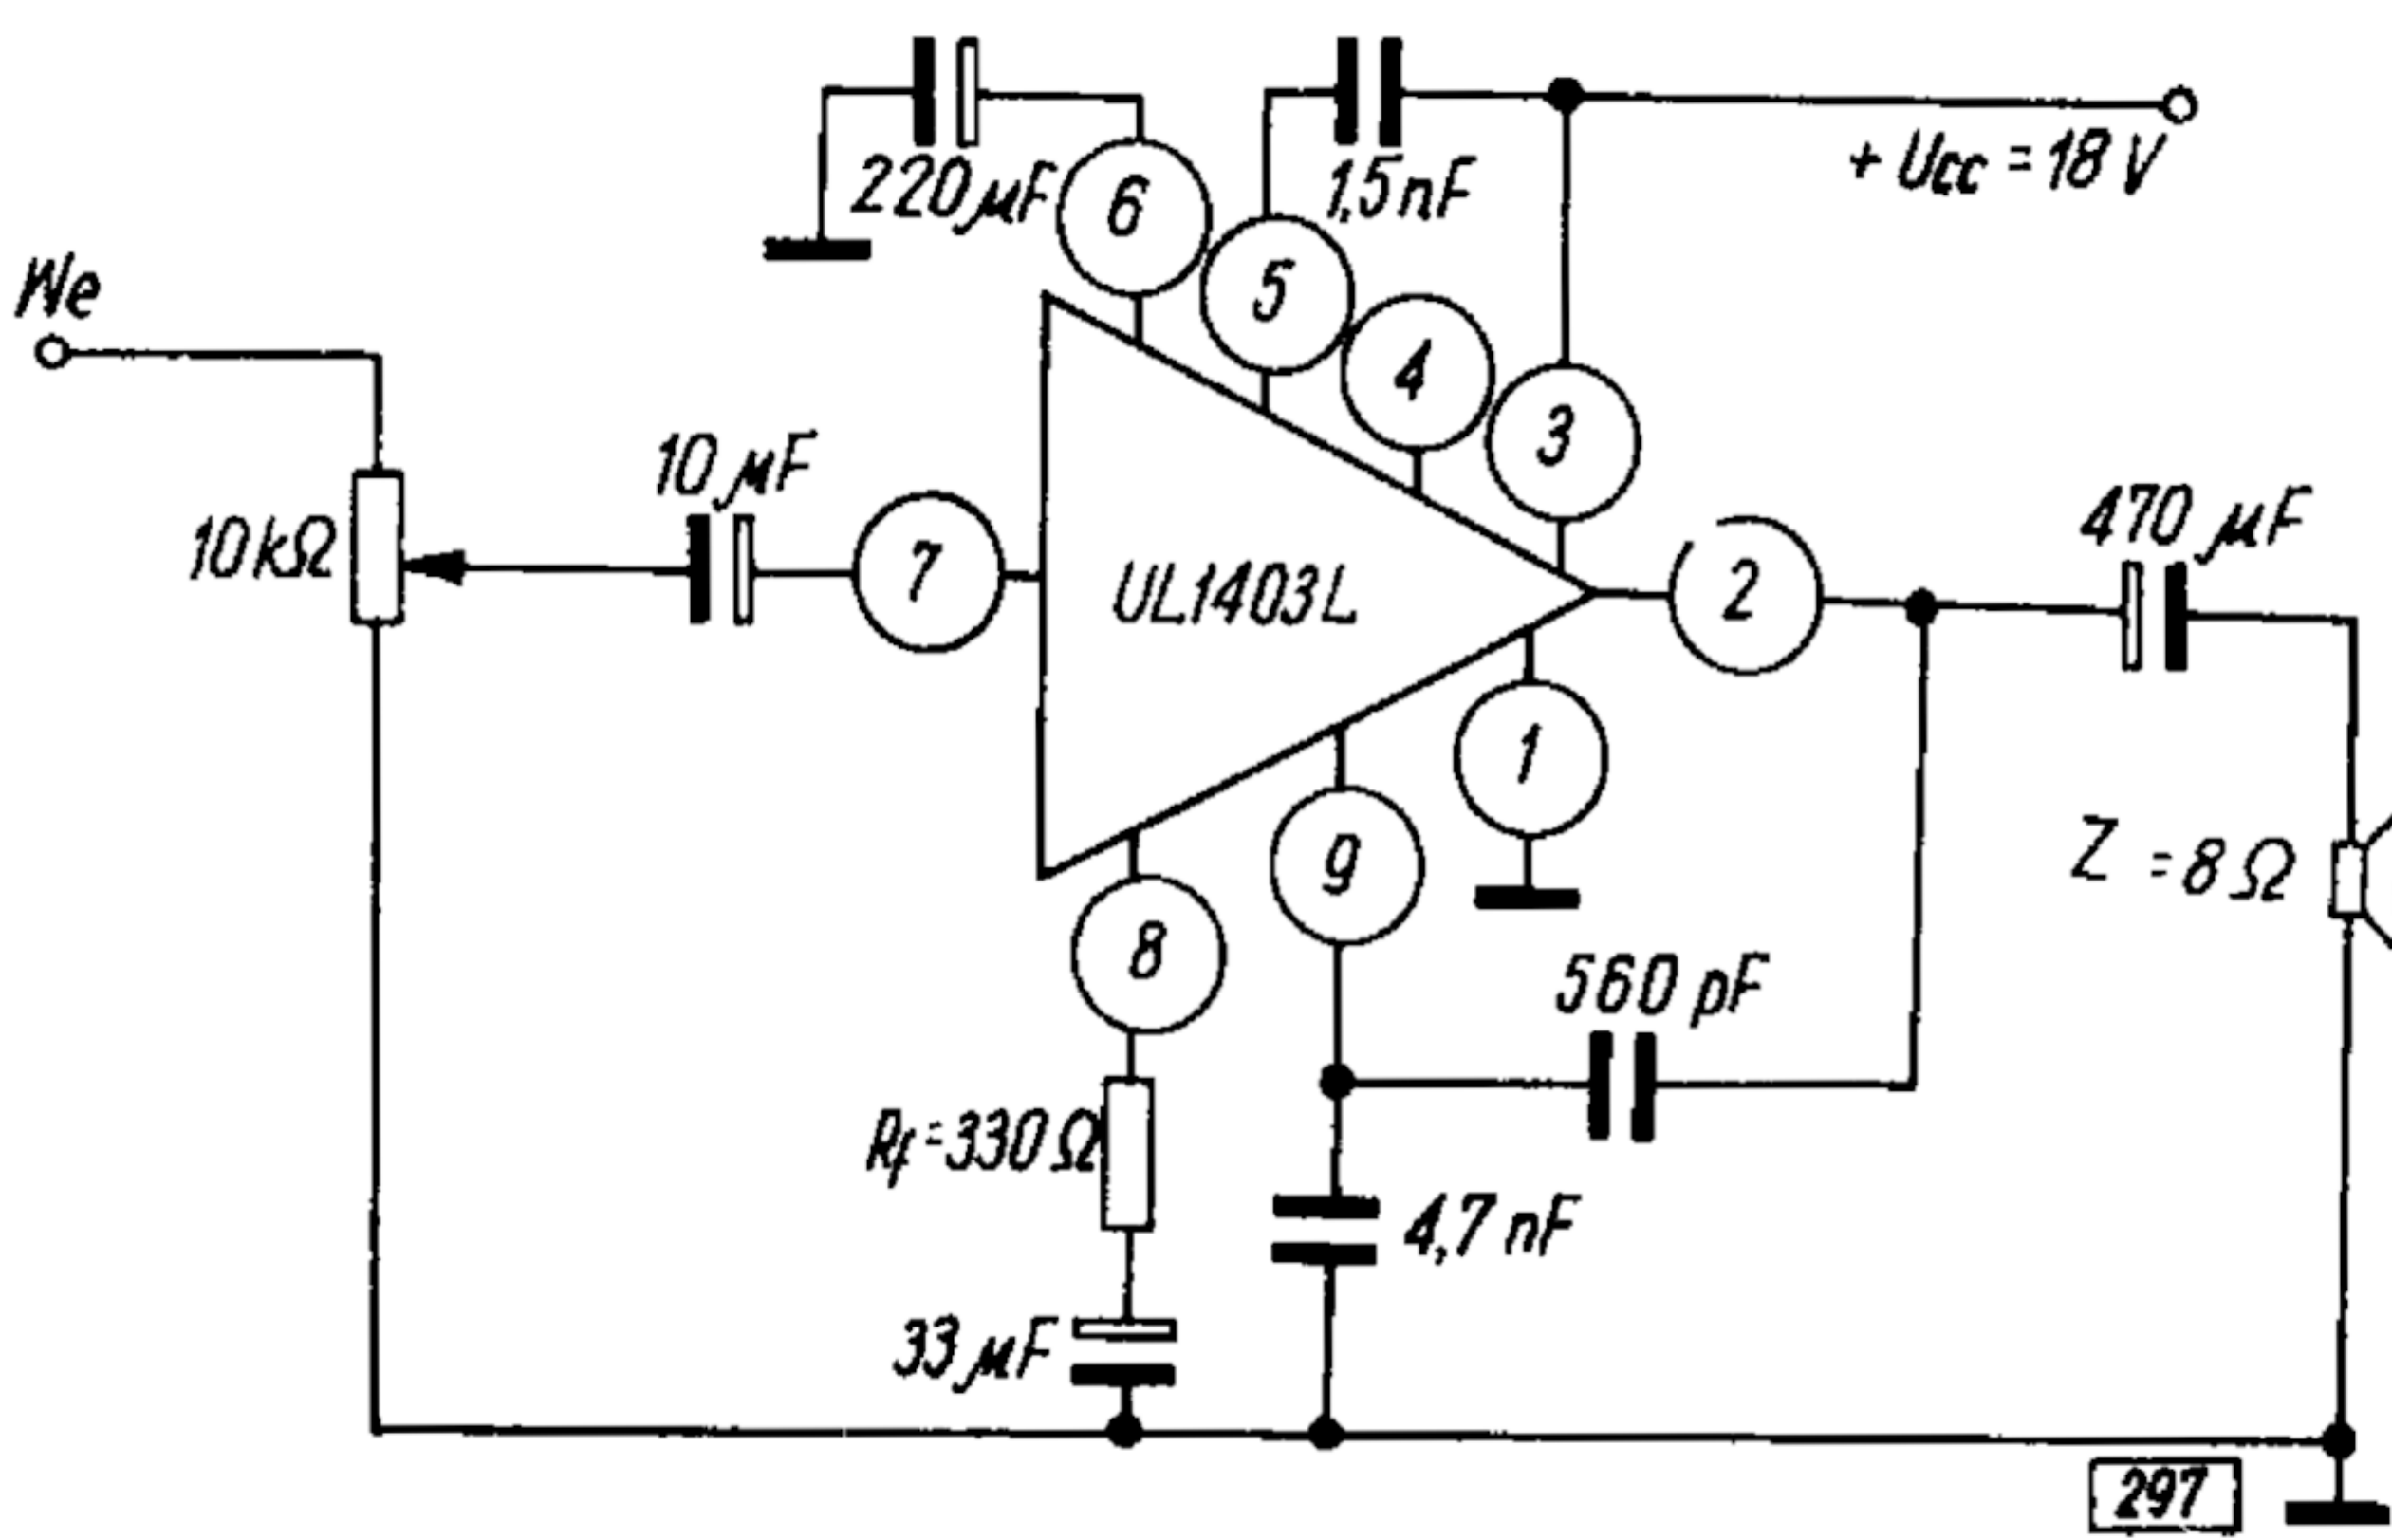 220 µF
1,5 nF
+ Ucc = 18 V
We
6
5
4
3
10 µF
10 kΩ
7
UL1403L
2
470 µF
1
9
8
Z = 8 Ω
560 pF
Rf = 330 Ω
4,7 nF
33 µF
297